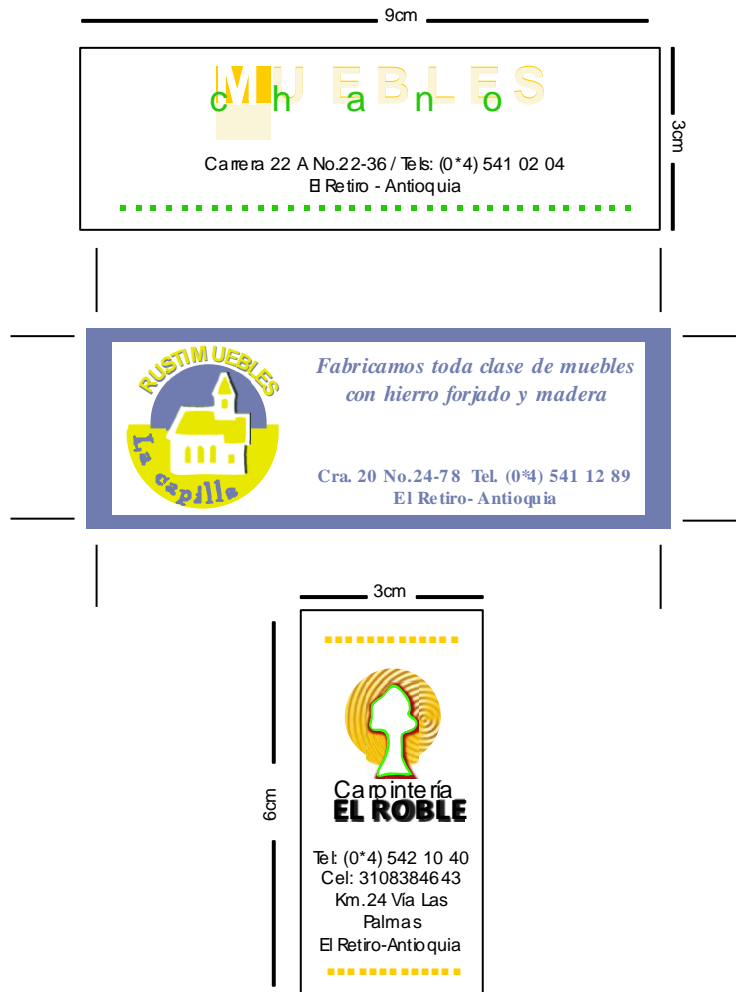 9cm
MUEBLES
chano
3cm
Carrera 22 A No.22-36 / Tels: (0*4) 541 02 04
El Retiro - Antioquia
RUSTIMUEBLES
La capilla
Fabricamos toda clase de muebles
con hierro forjado y madera
Cra. 20 No.24-78 Tel. (0*4) 541 12 89
El Retiro- Antioquia
3cm
6cm
Carpintería
EL ROBLE
Tel: (0*4) 542 10 40
Cel: 3108384643
Km.24 Vía Las
Palmas
El Retiro-Antioquia